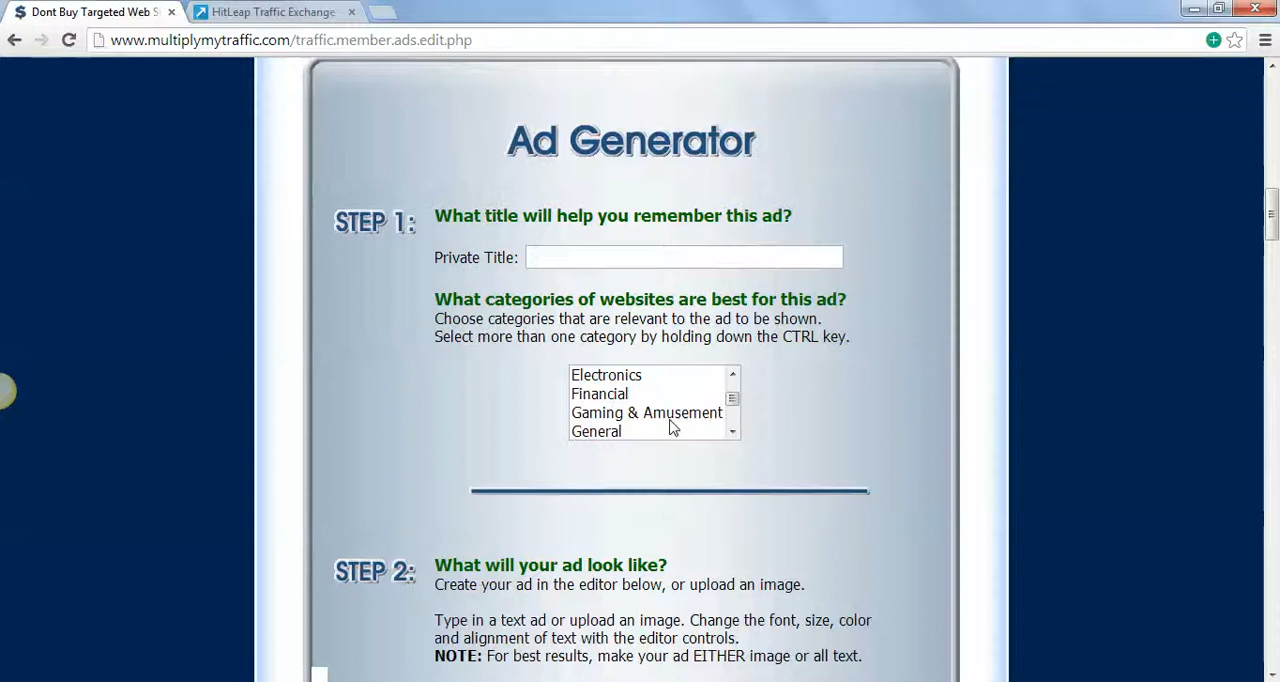 Dont Buy Targeted Web S
HitLeap Traffic Exchange
www.multiplymytraffic.com/traffic.member.ads.edit.php
Ad Generator
STEP 1:
What title will help you remember this ad?
Private Title:
What categories of websites are best for this ad?
Choose categories that are relevant to the ad to be shown.
Select more than one category by holding down the CTRL key.
Electronics
Financial
Gaming & Amusement
General
STEP 2:
What will your ad look like?
Create your ad in the editor below, or upload an image.
Type in a text ad or upload an image. Change the font, size, color
and alignment of text with the editor controls.
NOTE: For best results, make your ad EITHER image or all text.